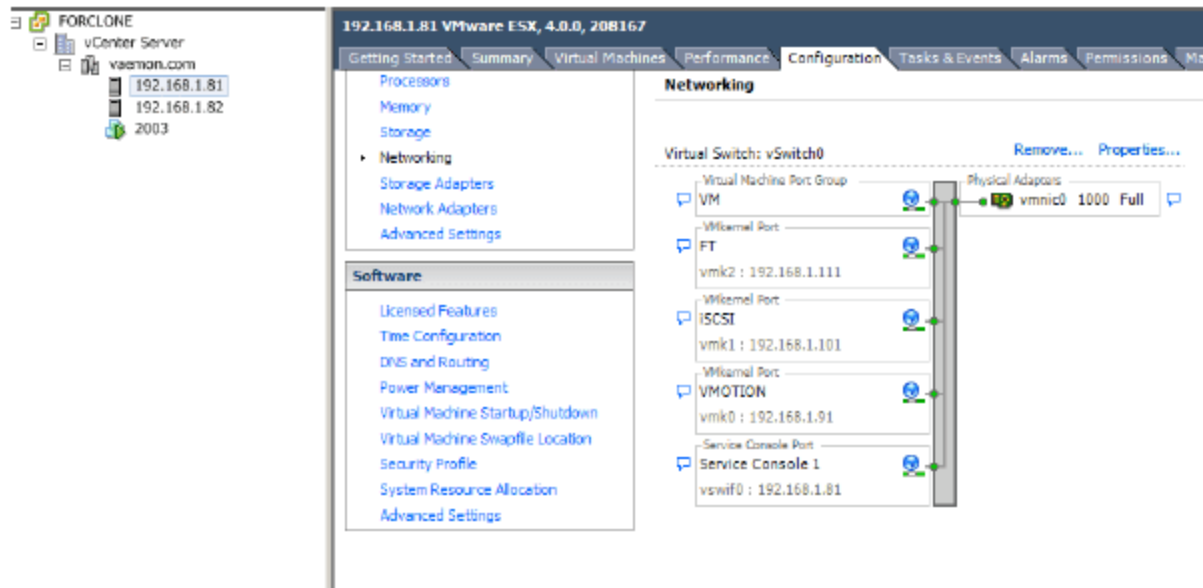 FORCLONE
vCenter Server
vaemon.com
192.168.1.81
192.168.1.82
2003
192.168.1.81 VMware ESX, 4.0.0, 208167
Getting Started Summary Virtual Machines Performance Configuration Tasks & Events Alarms Permissions Ma
Processors
Memory
Storage
Networking
Storage Adapters
Network Adapters
Advanced Settings
Software
Licensed Features
Time Configuration
DNS and Routing
Power Management
Virtual Machine Startup/Shutdown
Virtual Machine Swapfile Location
Security Profile
System Resource Allocation
Advanced Settings
Networking
Virtual Switch: vSwitch0 Remove... Properties...
Virtual Machine Port Group
VM
Physical Adapters
vmnic0 1000 Full
VMkernel Port
FT
vmk2 : 192.168.1.111
VMkernel Port
iSCSI
vmk1 : 192.168.1.101
VMkernel Port
VMOTION
vmk0 : 192.168.1.91
Service Console Port
Service Console 1
vswif0 : 192.168.1.81